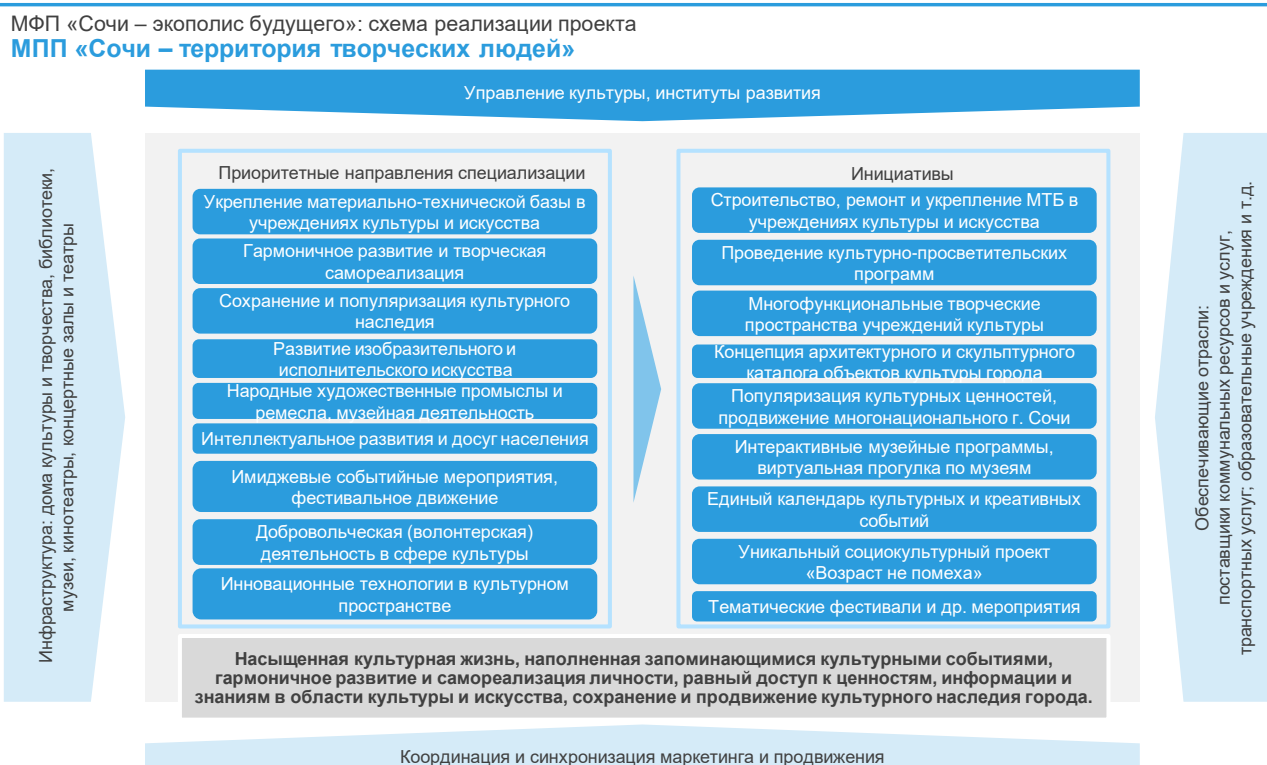 МФП «Сочи – экополис будущего»: схема реализации проекта
МПП «Сочи – территория творческих людей»
Управление культуры, институты развития
Инфраструктура: дома культуры и творчества, библиотеки,
музеи, кинотеатры, концертные залы и театры
Приоритетные направления специализации
Укрепление материально-технической базы в
учреждениях культуры и искусства
Гармоничное развитие и творческая
самореализация
Сохранение и популяризация культурного
наследия
Развитие изобразительного и
исполнительского искусства
Народные художественные промыслы и
ремесла, музейная деятельность
Интеллектуальное развития и досуг населения
Имиджевые событийные мероприятия,
фестивальное движение
Добровольческая (волонтерская)
деятельность в сфере культуры
Инновационные технологии в культурном
пространстве
Инициативы
Строительство, ремонт и укрепление МТБ в
учреждениях культуры и искусства
Проведение культурно-просветительских
программ
Многофункциональные творческие
пространства учреждений культуры
Концепция архитектурного и скульптурного
каталога объектов культуры города
Популяризация культурных ценностей,
продвижение многонационального г. Сочи
Интерактивные музейные программы,
виртуальная прогулка по музеям
Единый календарь культурных и креативных
событий
Уникальный социокультурный проект
«Возраст не помеха»
Тематические фестивали и др. мероприятия
Обеспечивающие отрасли:
поставщики коммунальных ресурсов и услуг,
транспортных услуг; образовательные учреждения и т.д.
Насыщенная культурная жизнь, наполненная запоминающимися культурными событиями,
гармоничное развитие и самореализация личности, равный доступ к ценностям, информации и
знаниям в области культуры и искусства, сохранение и продвижение культурного наследия города.
Координация и синхронизация маркетинга и продвижения